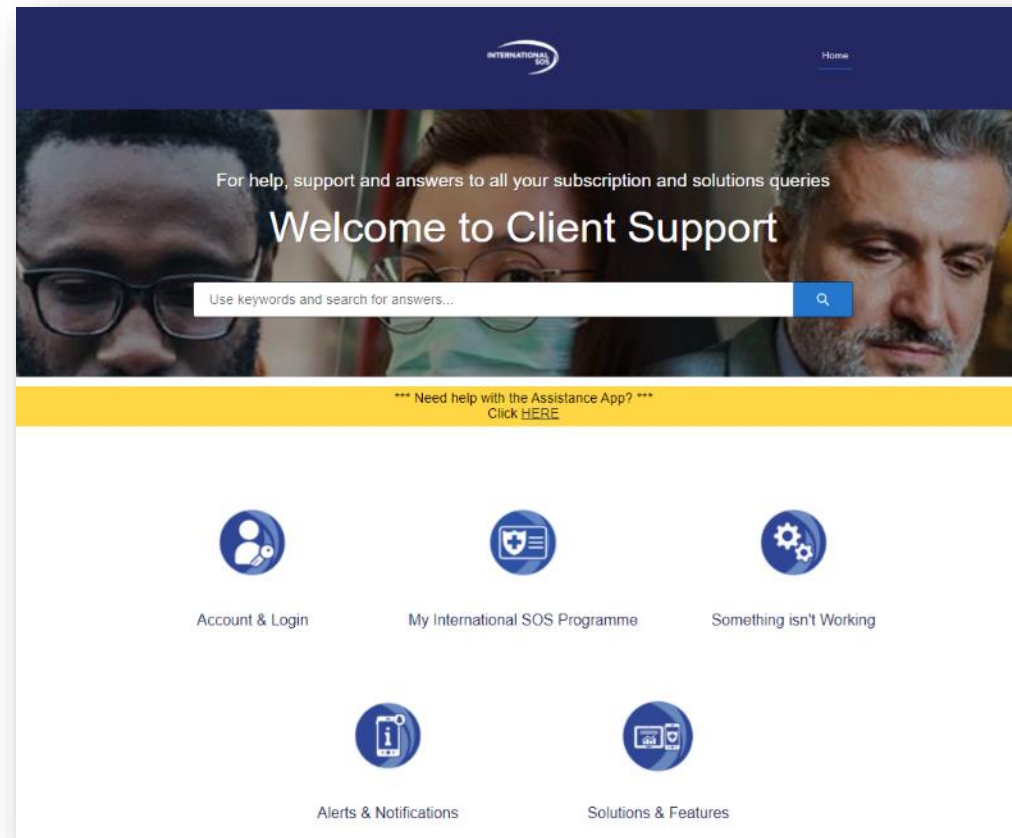 INTERNATIONAL
SOS
Home
For help, support and answers to all your subscription and solutions queries
Welcome to Client Support
Use keywords and search for answers...
*** Need help with the Assistance App? ***
Click HERE
Account & Login
My International SOS Programme
Something isn't Working
Alerts & Notifications
Solutions & Features